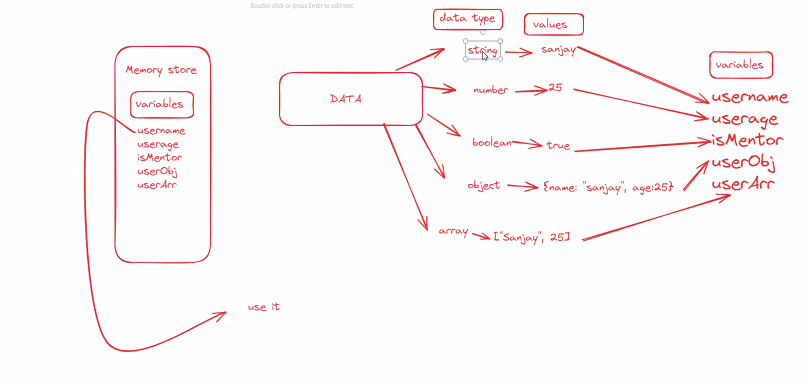 Double-click or press Enter to edit text
data type
values
string
sanjay
Memory store
variables
variables
number
25
DATA
username
username
userage
userage
isMentor
isMentor
boolean
true
userObj
userObj
userArr
userArr
object
{name: "sanjay", age:25}
array
["Sanjay", 25]
use it